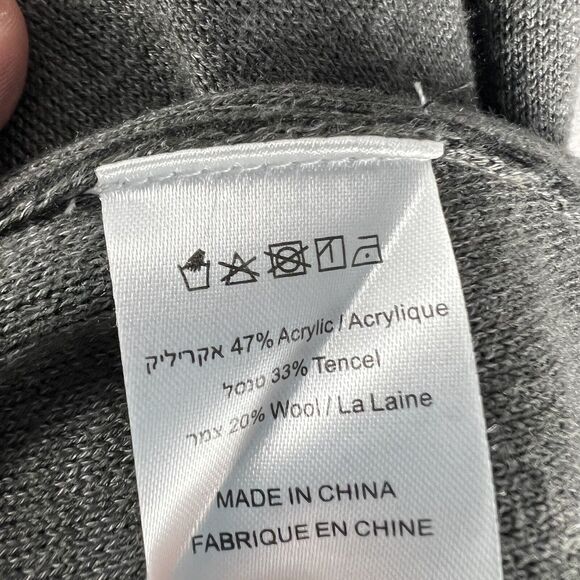 אקריליק 47% Acrylic / Acrylique
טנסל 33% Tencel
צמר 20% Wool / La Laine
MADE IN CHINA
FABRIQUE EN CHINE